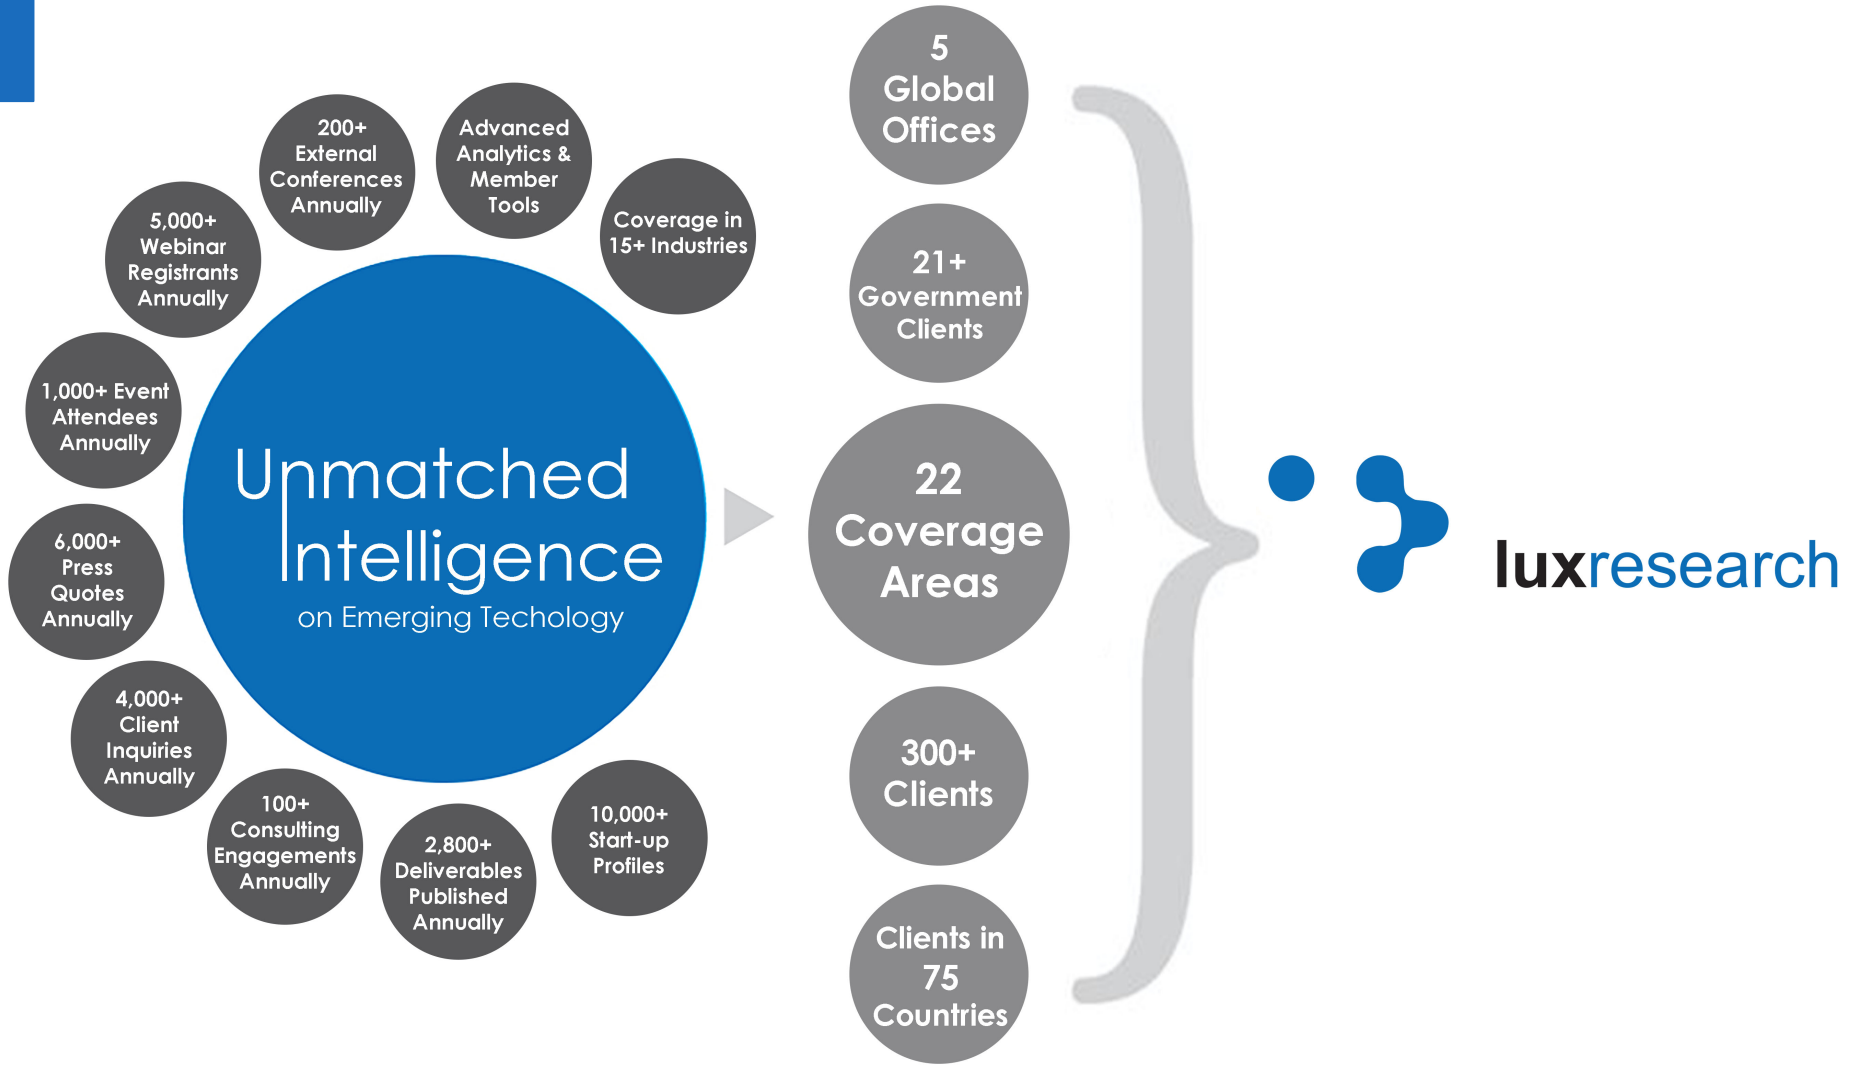 200+
External
Conferences
Annually
Advanced
Analytics &
Member
Tools
Coverage in
15+ Industries
5,000+
Webinar
Registrants
Annually
1,000+ Event
Attendees
Annually
6,000+
Press
Quotes
Annually
4,000+
Client
Inquiries
Annually
100+
Consulting
Engagements
Annually
2,800+
Deliverables
Published
Annually
10,000+
Start-up
Profiles
Unmatched
Intelligence
on Emerging Techology
5
Global
Offices
21+
Government
Clients
22
Coverage
Areas
300+
Clients
Clients in
75
Countries
luxresearch